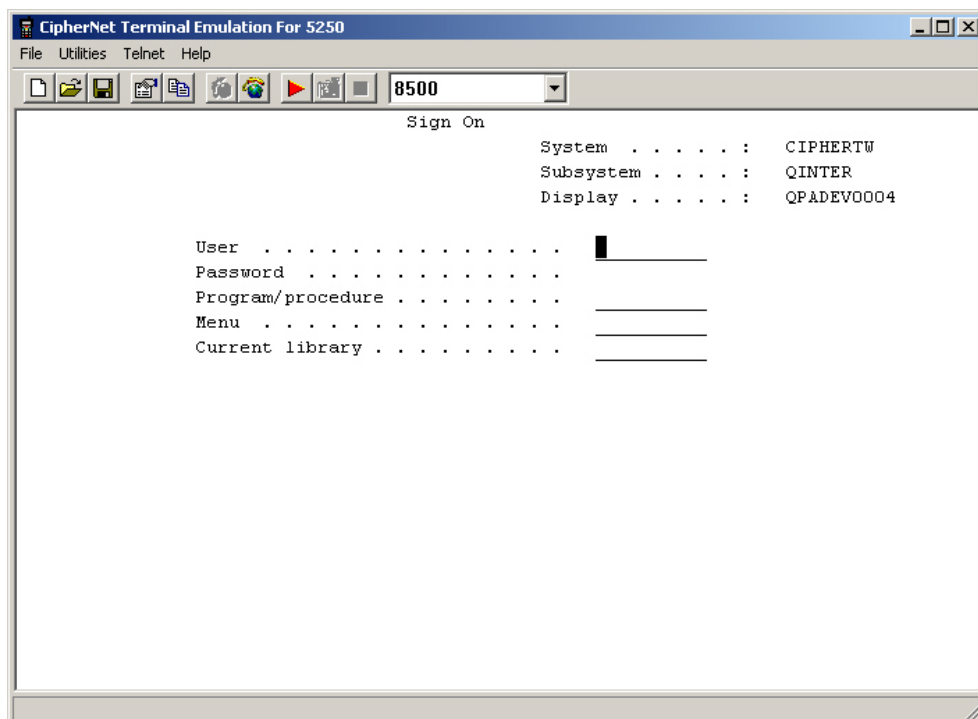 CipherNet Terminal Emulation For 5250
File Utilities Telnet Help
8500
Sign On
System . . . . . : CIPHERTW
Subsystem . . . . : QINTER
Display . . . . . : QPADEV0004
User . . . . . . . . . . . . . .
Password . . . . . . . . . . . .
Program/procedure . . . . . . . .
Menu . . . . . . . . . . . . . .
Current library . . . . . . . . .